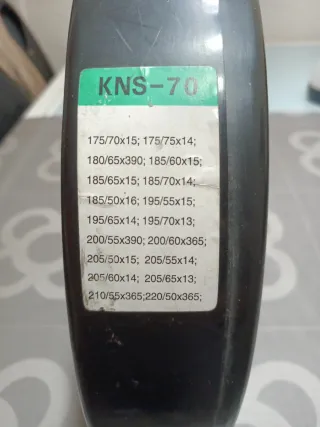 KNS-70
175/70x15; 175/75x14;
180/65x390; 185/60x15;
185/65x15; 185/70x14;
185/50x16; 195/55x15;
195/65x14; 195/70x13;
200/55x390; 200/60x365;
205/50x15; 205/55x14;
205/60x14; 205/65x13;
210/55x365;220/50x365;